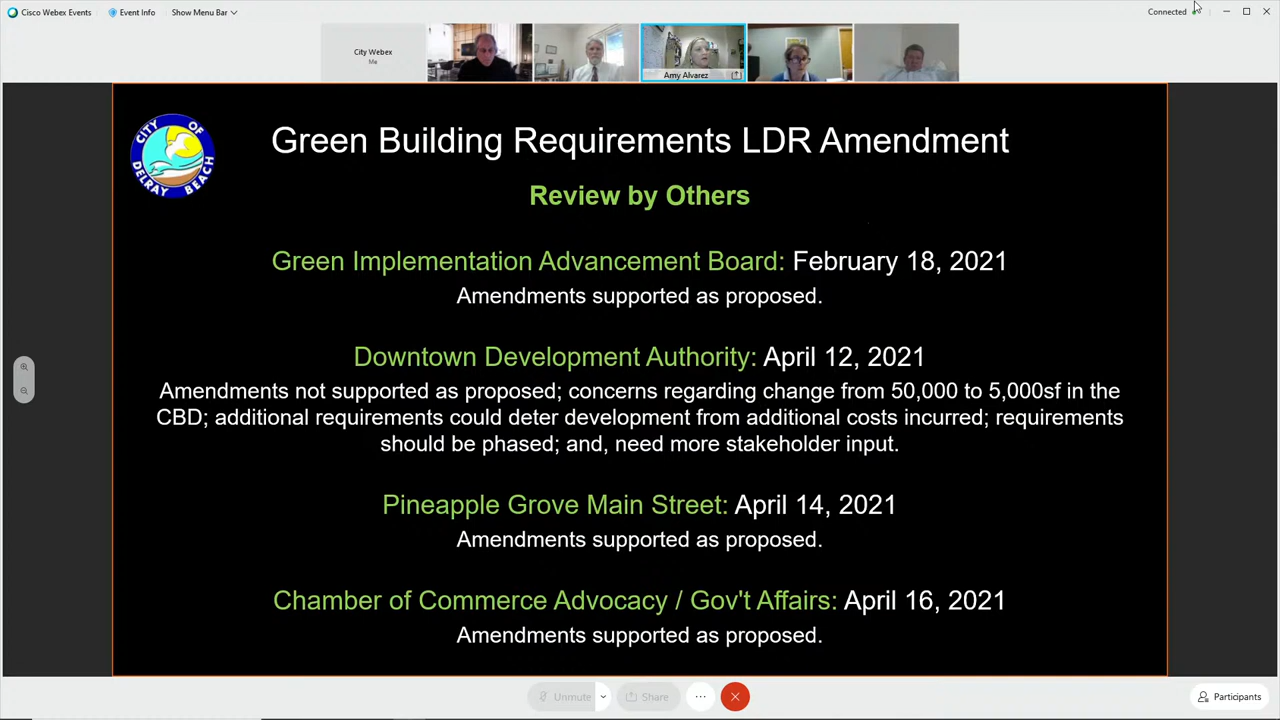 Cisco Webex Events
Event Info
Show Menu Bar
Connected
City Webex
Me
Amy Alvarez
CITY OF
DELRAY BEACH
Green Building Requirements LDR Amendment
Review by Others
Green Implementation Advancement Board: February 18, 2021
Amendments supported as proposed.
Downtown Development Authority: April 12, 2021
Amendments not supported as proposed; concerns regarding change from 50,000 to 5,000sf in the
CBD; additional requirements could deter development from additional costs incurred; requirements
should be phased; and, need more stakeholder input.
Pineapple Grove Main Street: April 14, 2021
Amendments supported as proposed.
Chamber of Commerce Advocacy / Gov't Affairs: April 16, 2021
Amendments supported as proposed.
Unmute
Share
Participants